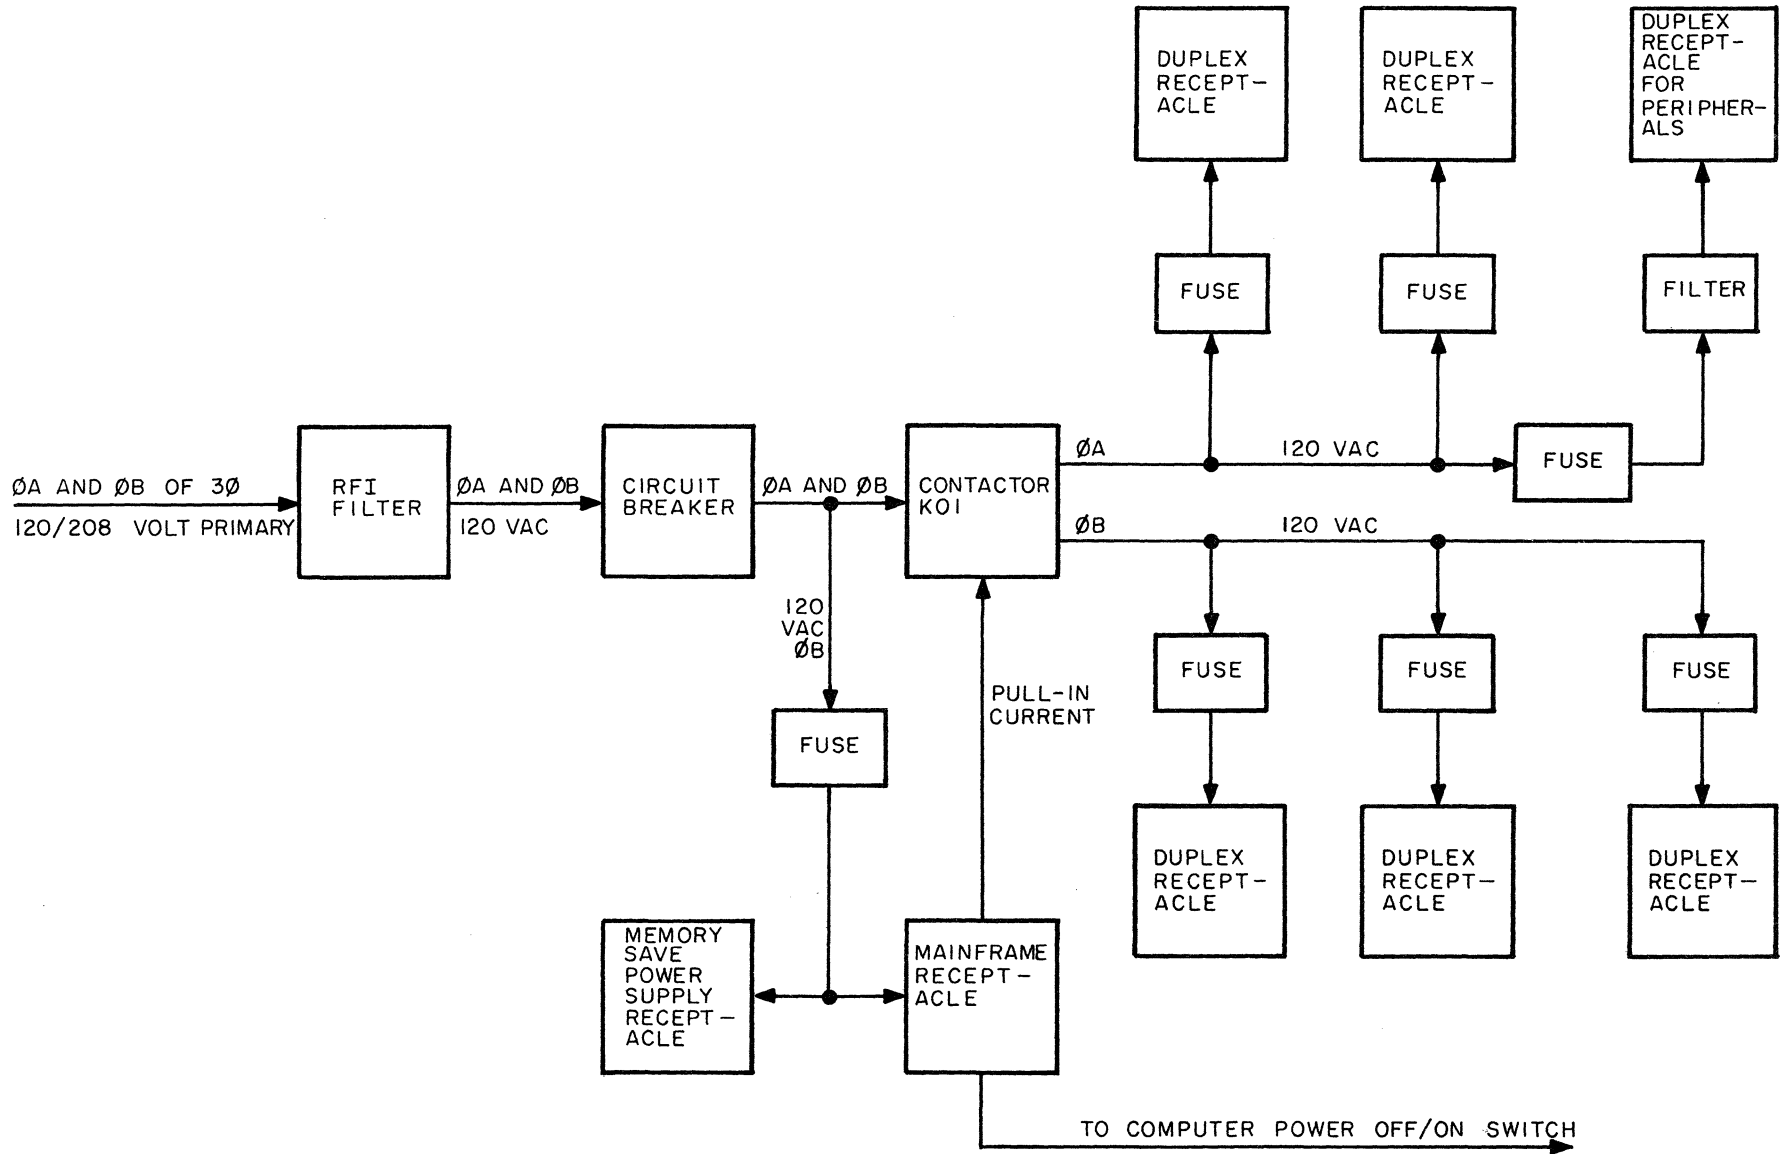 DUPLEX
RECEPT-
ACLE
DUPLEX
RECEPT-
ACLE
DUPLEX
RECEPT-
ACLE
FOR
PERIPHER-
ALS
FUSE
FUSE
FILTER
ØA AND ØB OF 3Ø
120/208 VOLT PRIMARY
RFI
FILTER
ØA AND ØB
120 VAC
CIRCUIT
BREAKER
ØA AND ØB
CONTACTOR
K01
ØA
120 VAC
FUSE
ØB
120 VAC
120
VAC
ØB
FUSE
PULL-IN
CURRENT
FUSE
FUSE
FUSE
DUPLEX
RECEPT-
ACLE
DUPLEX
RECEPT-
ACLE
DUPLEX
RECEPT-
ACLE
MEMORY
SAVE
POWER
SUPPLY
RECEPT-
ACLE
MAINFRAME
RECEPT-
ACLE
TO COMPUTER POWER OFF/ON SWITCH